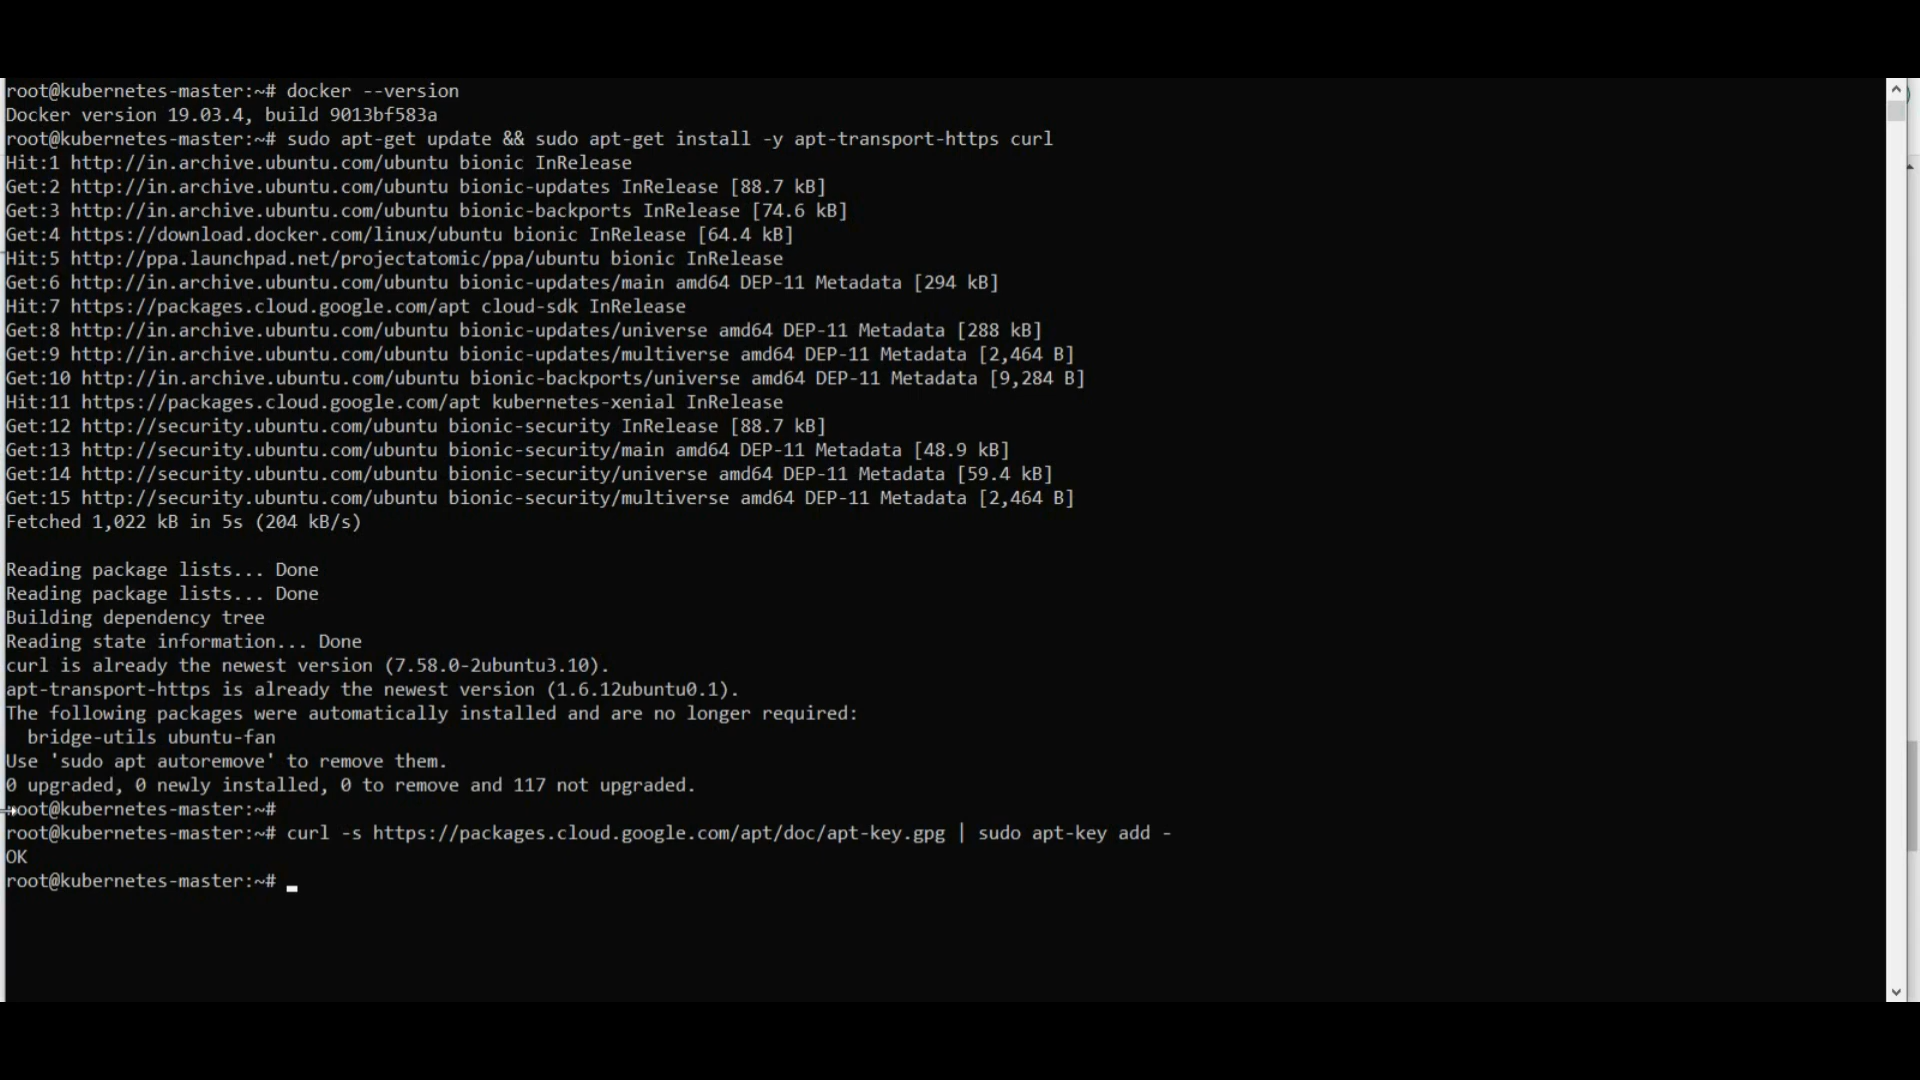 root@kubernetes-master:~# docker --version
Docker version 19.03.4, build 9013bf583a
root@kubernetes-master:~# sudo apt-get update && sudo apt-get install -y apt-transport-https curl
Hit:1 http://in.archive.ubuntu.com/ubuntu bionic InRelease
Get:2 http://in.archive.ubuntu.com/ubuntu bionic-updates InRelease [88.7 kB]
Get:3 http://in.archive.ubuntu.com/ubuntu bionic-backports InRelease [74.6 kB]
Get:4 https://download.docker.com/linux/ubuntu bionic InRelease [64.4 kB]
Hit:5 http://ppa.launchpad.net/projectatomic/ppa/ubuntu bionic InRelease
Get:6 http://in.archive.ubuntu.com/ubuntu bionic-updates/main amd64 DEP-11 Metadata [294 kB]
Hit:7 https://packages.cloud.google.com/apt cloud-sdk InRelease
Get:8 http://in.archive.ubuntu.com/ubuntu bionic-updates/universe amd64 DEP-11 Metadata [288 kB]
Get:9 http://in.archive.ubuntu.com/ubuntu bionic-updates/multiverse amd64 DEP-11 Metadata [2,464 B]
Get:10 http://in.archive.ubuntu.com/ubuntu bionic-backports/universe amd64 DEP-11 Metadata [9,284 B]
Hit:11 https://packages.cloud.google.com/apt kubernetes-xenial InRelease
Get:12 http://security.ubuntu.com/ubuntu bionic-security InRelease [88.7 kB]
Get:13 http://security.ubuntu.com/ubuntu bionic-security/main amd64 DEP-11 Metadata [48.9 kB]
Get:14 http://security.ubuntu.com/ubuntu bionic-security/universe amd64 DEP-11 Metadata [59.4 kB]
Get:15 http://security.ubuntu.com/ubuntu bionic-security/multiverse amd64 DEP-11 Metadata [2,464 B]
Fetched 1,022 kB in 5s (204 kB/s)
Reading package lists... Done
Reading package lists... Done
Building dependency tree
Reading state information... Done
curl is already the newest version (7.58.0-2ubuntu3.10).
apt-transport-https is already the newest version (1.6.12ubuntu0.1).
The following packages were automatically installed and are no longer required:
  bridge-utils ubuntu-fan
Use 'sudo apt autoremove' to remove them.
0 upgraded, 0 newly installed, 0 to remove and 117 not upgraded.
root@kubernetes-master:~#
root@kubernetes-master:~# curl -s https://packages.cloud.google.com/apt/doc/apt-key.gpg | sudo apt-key add -
OK
root@kubernetes-master:~#